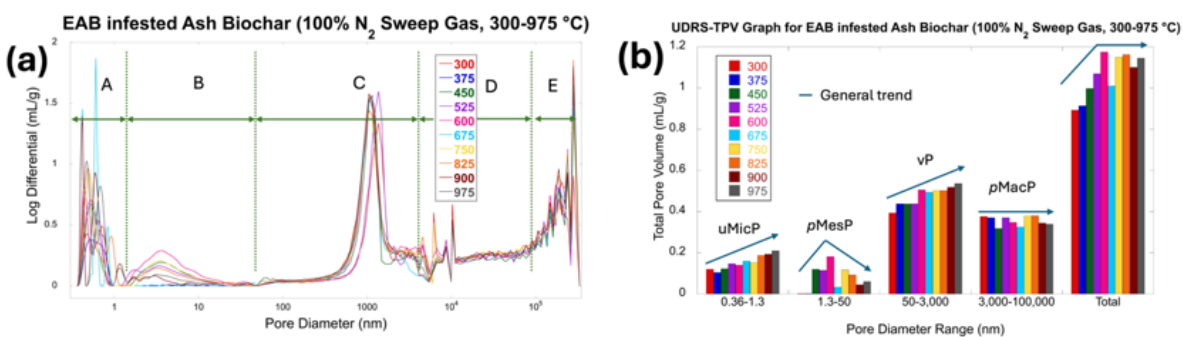 EAB infested Ash Biochar (100% N2 Sweep Gas, 300-975 °C)
(a)
2
1.5
1
0.5
0
Log Differential (mL/g)
A
B
C
D
E
300
375
450
525
600
675
750
825
900
975
1
10
100
1000
10⁴
10⁵
Pore Diameter (nm)
UDRS-TPV Graph for EAB infested Ash Biochar (100% N2 Sweep Gas, 300-975 °C)
(b)
1.2
1
0.8
0.6
0.4
0.2
0
Total Pore Volume (mL/g)
300
375
450
525
600
675
750
825
900
975
General trend
uMicP
pMesP
vP
pMacP
0.36-1.3
1.3-50
50-3,000
3,000-100,000
Total
Pore Diameter Range (nm)